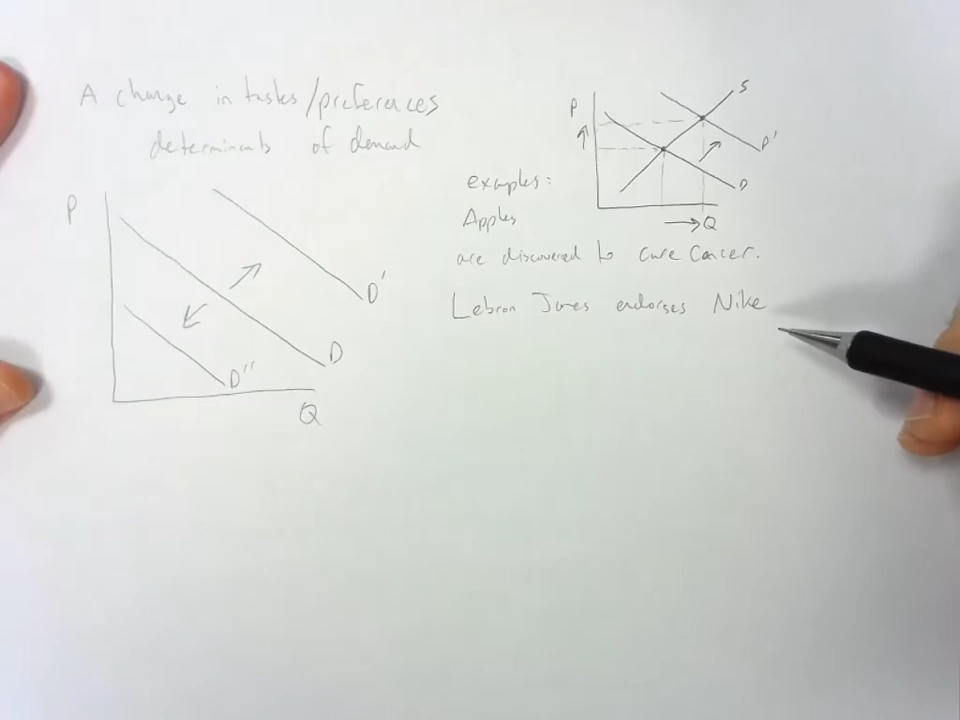 A change in tastes/preferences
determinants of demand
P
D'
D
D''
Q
P
S
D'
D
Q
examples:
Apples
are discovered to cure cancer.
Lebron James endorses Nike